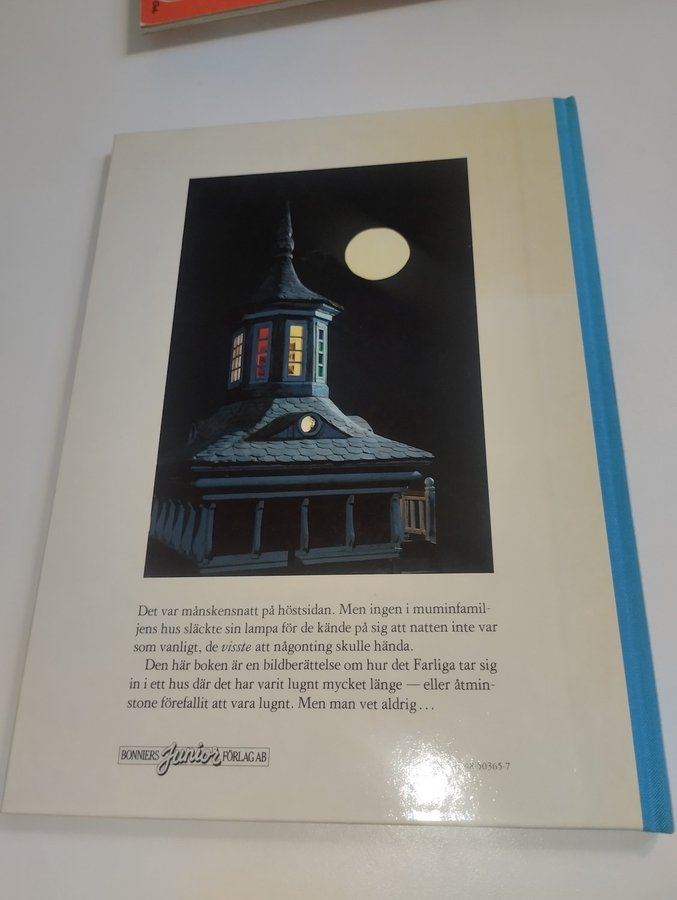 Det var månskensnatt på höstsidan. Men ingen i muminfamil-
jens hus släckte sin lampa för de kände på sig att natten inte var
som vanligt, de visste att någonting skulle hända.
Den här boken är en bildberättelse om hur det Farliga tar sig
in i ett hus där det har varit lugnt mycket länge — eller åtmin-
stone förefallit att vara lugnt. Men man vet aldrig...
BONNIERS Junior FÖRLAG AB
50365-7